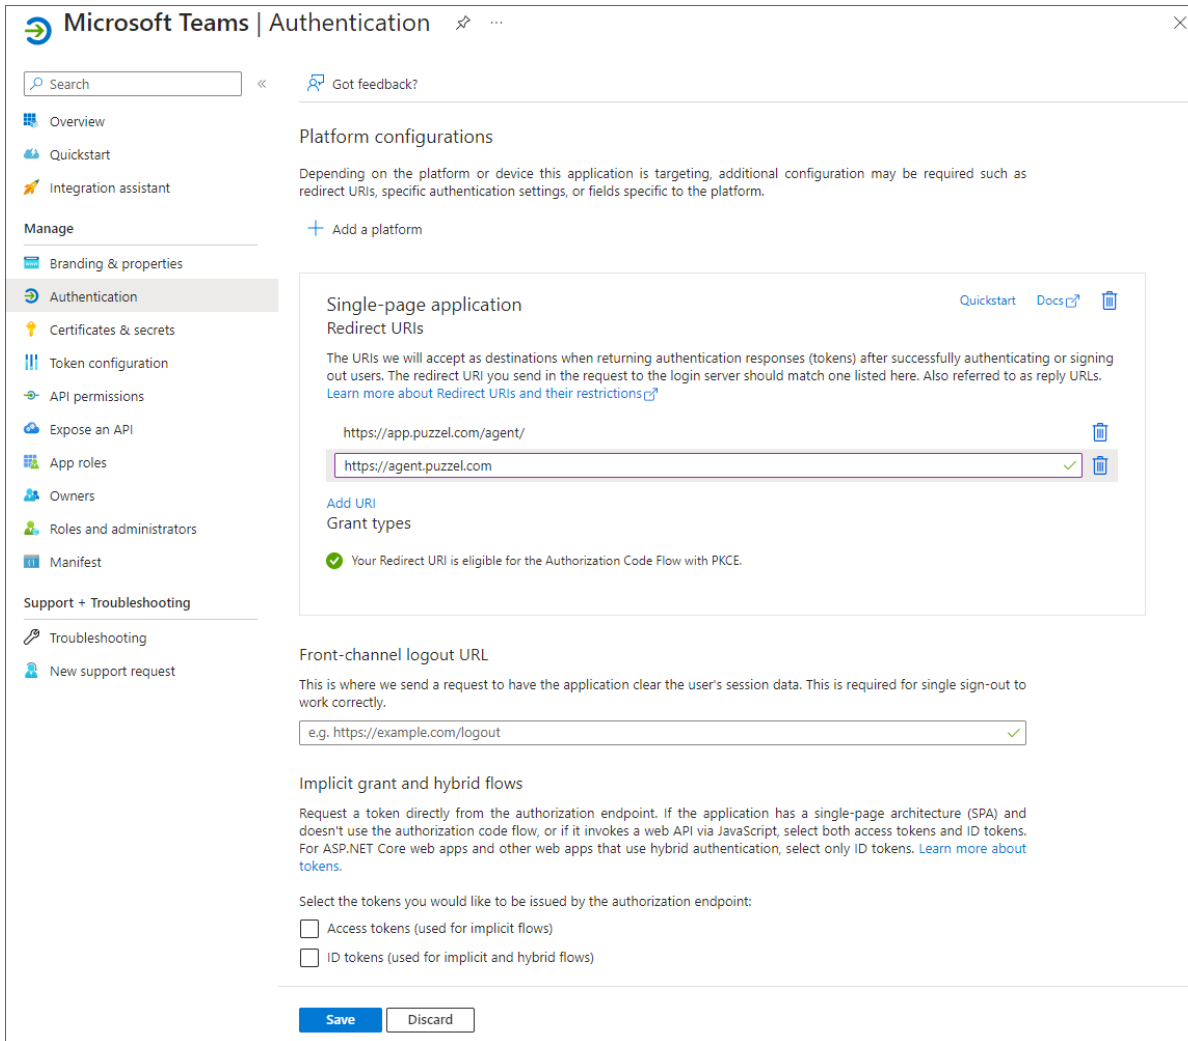 Microsoft Teams | Authentication
Search
Got feedback?
Overview
Quickstart
Integration assistant
Manage
Branding & properties
Authentication
Certificates & secrets
Token configuration
API permissions
Expose an API
App roles
Owners
Roles and administrators
Manifest
Support + Troubleshooting
Troubleshooting
New support request
Platform configurations
Depending on the platform or device this application is targeting, additional configuration may be required such as
redirect URIs, specific authentication settings, or fields specific to the platform.
Add a platform
Single-page application
Quickstart
Docs
Redirect URIs
The URIs we will accept as destinations when returning authentication responses (tokens) after successfully authenticating or signing
out users. The redirect URI you send in the request to the login server should match one listed here. Also referred to as reply URLs.
Learn more about Redirect URIs and their restrictions
https://app.puzzel.com/agent/
https://agent.puzzel.com
Add URI
Grant types
Your Redirect URI is eligible for the Authorization Code Flow with PKCE.
Front-channel logout URL
This is where we send a request to have the application clear the user's session data. This is required for single sign-out to
work correctly.
e.g. https://example.com/logout
Implicit grant and hybrid flows
Request a token directly from the authorization endpoint. If the application has a single-page architecture (SPA) and
doesn't use the authorization code flow, or if it invokes a web API via JavaScript, select both access tokens and ID tokens.
For ASP.NET Core web apps and other web apps that use hybrid authentication, select only ID tokens. Learn more about
tokens.
Select the tokens you would like to be issued by the authorization endpoint:
Access tokens (used for implicit flows)
ID tokens (used for implicit and hybrid flows)
Save
Discard